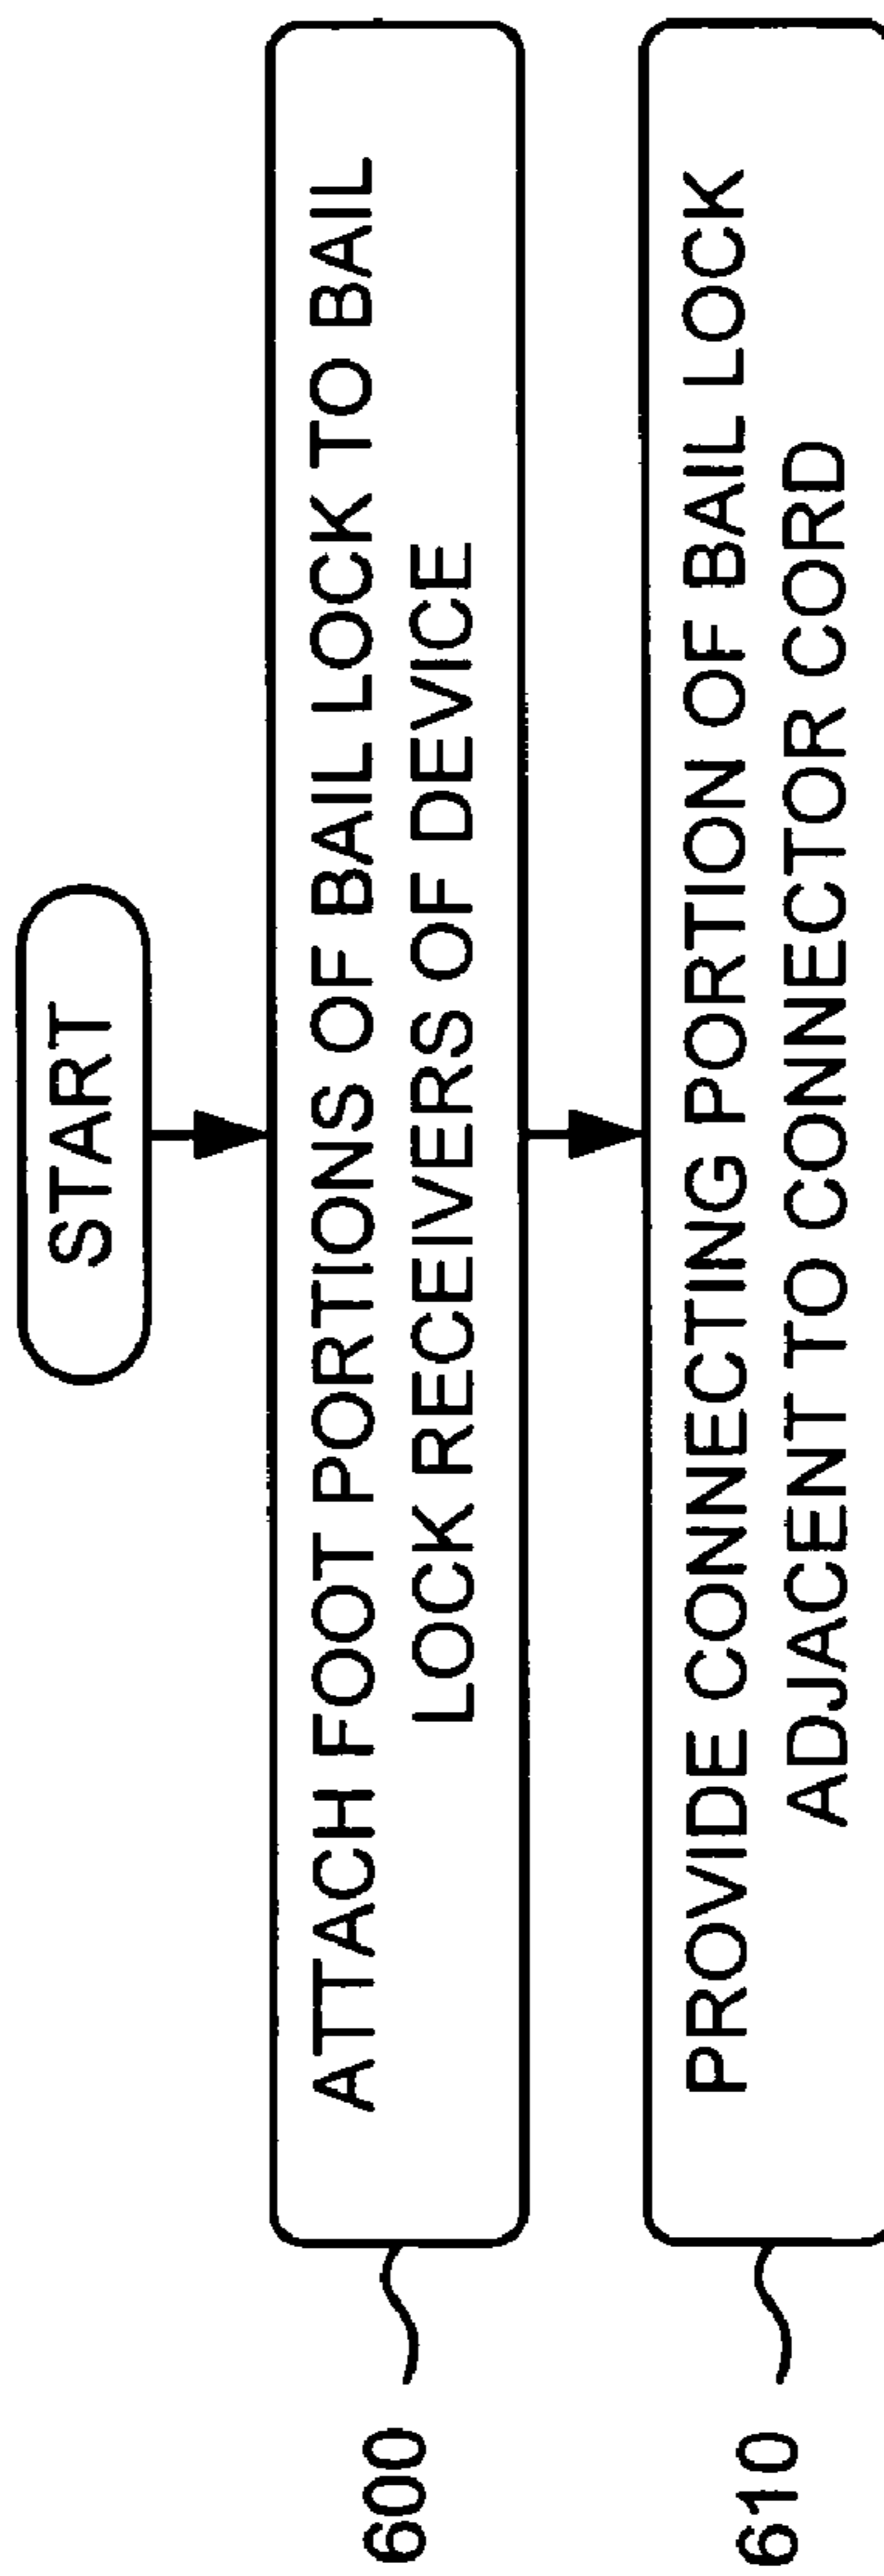 START
ATTACH FOOT PORTIONS OF BAIL LOCK TO BAIL
LOCK RECEIVERS OF DEVICE
600
PROVIDE CONNECTING PORTION OF BAIL LOCK
ADJACENT TO CONNECTOR CORD
610